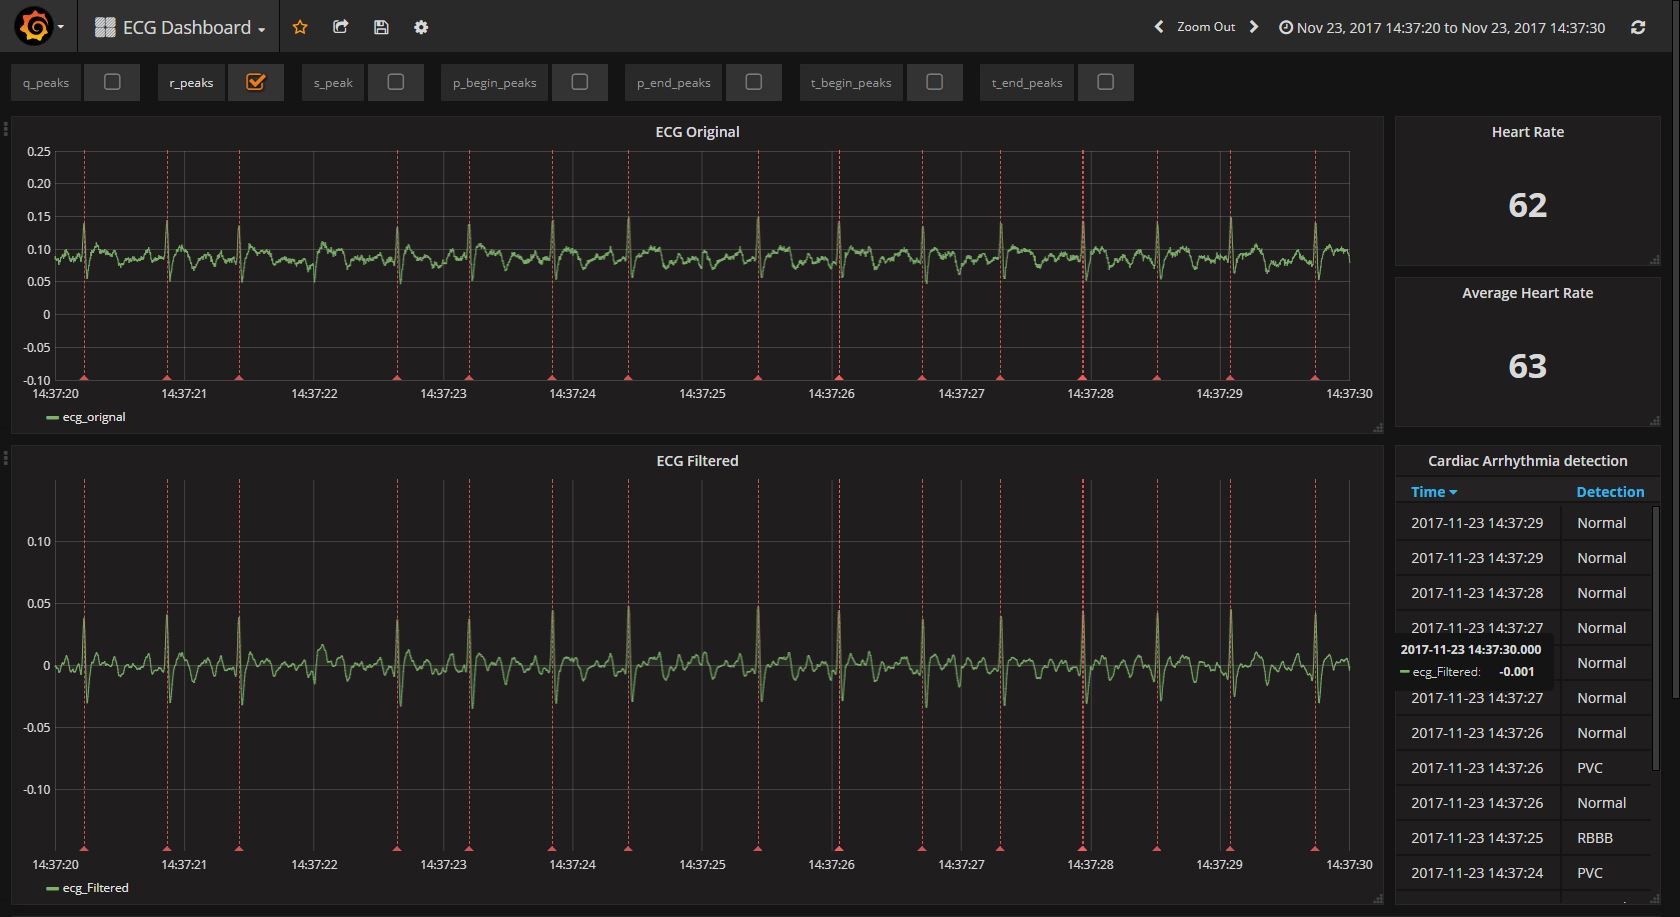 ECG Dashboard Zoom Out Nov 23, 2017 14:37:20 to Nov 23, 2017 14:37:30
q_peaks r_peaks s_peak p_begin_peaks p_end_peaks t_begin_peaks t_end_peaks
ECG Original
0.25
0.20
0.15
0.10
0.05
0
-0.05
-0.10
14:37:20 14:37:21 14:37:22 14:37:23 14:37:24 14:37:25 14:37:26 14:37:27 14:37:28 14:37:29 14:37:30
ecg_orignal
Heart Rate
62
Average Heart Rate
63
ECG Filtered
0.10
0.05
0
-0.05
-0.10
14:37:20 14:37:21 14:37:22 14:37:23 14:37:24 14:37:25 14:37:26 14:37:27 14:37:28 14:37:29 14:37:30
ecg_Filtered
Cardiac Arrhythmia detection
Time Detection
2017-11-23 14:37:29 Normal
2017-11-23 14:37:29 Normal
2017-11-23 14:37:28 Normal
2017-11-23 14:37:27 Normal
2017-11-23 14:37:30.000
Normal
ecg_Filtered: -0.001
2017-11-23 14:37:27 Normal
2017-11-23 14:37:26 Normal
2017-11-23 14:37:26 PVC
2017-11-23 14:37:26 Normal
2017-11-23 14:37:25 RBBB
2017-11-23 14:37:24 PVC